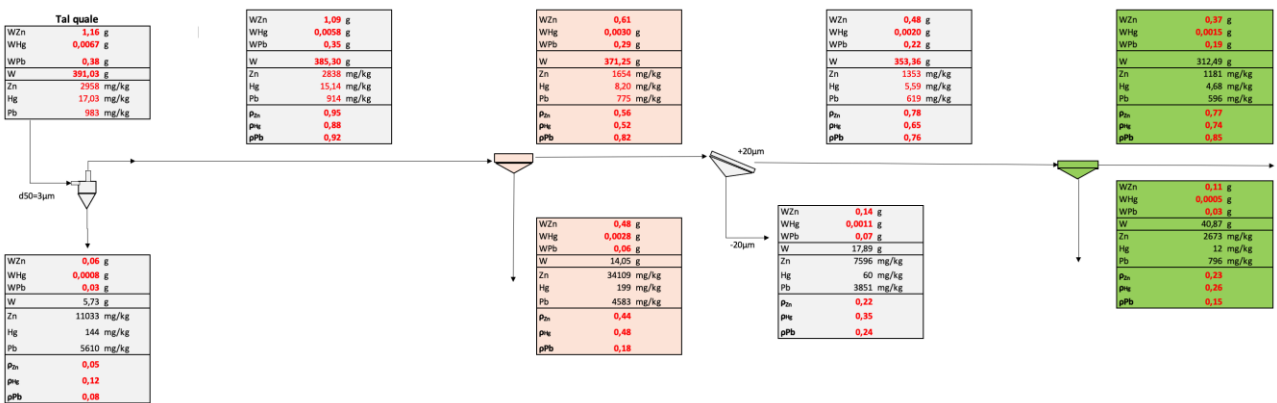 Tal quale
WZn 1,16 g
WHg 0,0067 g
WPb 0,38 g
W 391,03 g
Zn 2958 mg/kg
Hg 17,03 mg/kg
Pb 983 mg/kg
WZn 1,09 g
WHg 0,0058 g
WPb 0,35 g
W 385,30 g
Zn 2838 mg/kg
Hg 15,14 mg/kg
Pb 914 mg/kg
ρZn 0,95
ρHg 0,88
ρPb 0,92
WZn 0,61 g
WHg 0,0030 g
WPb 0,29 g
W 371,25 g
Zn 1654 mg/kg
Hg 8,20 mg/kg
Pb 775 mg/kg
ρZn 0,56
ρHg 0,52
ρPb 0,82
WZn 0,48 g
WHg 0,0020 g
WPb 0,22 g
W 353,36 g
Zn 1353 mg/kg
Hg 5,59 mg/kg
Pb 619 mg/kg
ρZn 0,78
ρHg 0,65
ρPb 0,76
WZn 0,37 g
WHg 0,0015 g
WPb 0,19 g
W 312,49 g
Zn 1181 mg/kg
Hg 4,68 mg/kg
Pb 596 mg/kg
ρZn 0,77
ρHg 0,74
ρPb 0,85
d50=3µm
+20µm
-20µm
WZn 0,06 g
WHg 0,0008 g
WPb 0,03 g
W 5,73 g
Zn 11033 mg/kg
Hg 144 mg/kg
Pb 5610 mg/kg
ρZn 0,05
ρHg 0,12
ρPb 0,08
WZn 0,48 g
WHg 0,0028 g
WPb 0,06 g
W 14,05 g
Zn 34109 mg/kg
Hg 199 mg/kg
Pb 4583 mg/kg
ρZn 0,44
ρHg 0,48
ρPb 0,18
WZn 0,14 g
WHg 0,0011 g
WPb 0,07 g
W 17,89 g
Zn 7596 mg/kg
Hg 60 mg/kg
Pb 3851 mg/kg
ρZn 0,22
ρHg 0,35
ρPb 0,24
WZn 0,11 g
WHg 0,0005 g
WPb 0,03 g
W 40,87 g
Zn 2673 mg/kg
Hg 12 mg/kg
Pb 796 mg/kg
ρZn 0,23
ρHg 0,26
ρPb 0,15